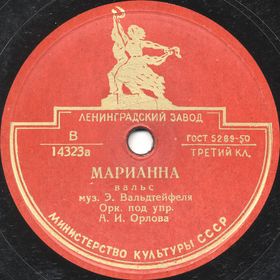 ЛЕНИНГРАДСКИЙ ЗАВОД
В
14323а
ГОСТ 5289-50
ТРЕТИЙ КЛ.
МАРИАННА
вальс
муз. Э. Вальдтейфеля
Орк. под упр.
А. И. Орлова
МИНИСТЕРСТВО КУЛЬТУРЫ СССР